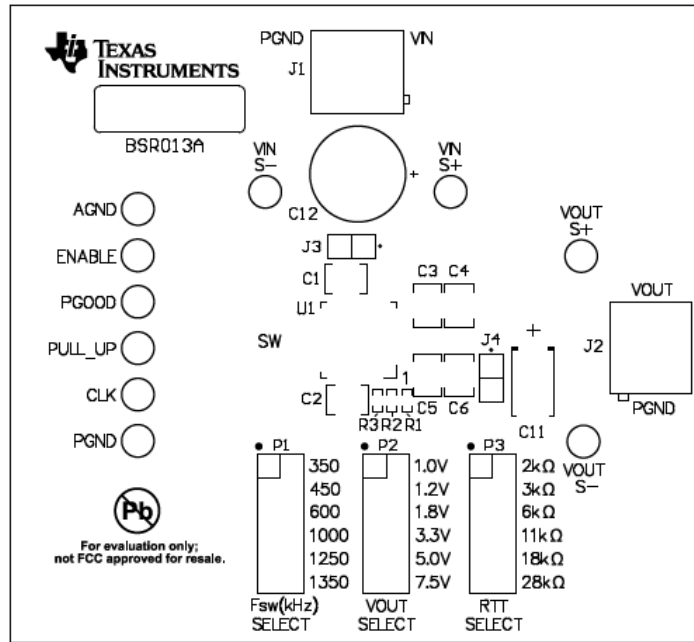 TEXAS
INSTRUMENTS
BSR013A
PGND
VIN
J1
VIN
S-
VIN
S+
+
C12
J3
C1
U1
SW
C2
C3 C4
C5 C6
J4
+
C11
1
R3 R2 R1
VOUT
S+
VOUT
J2
PGND
VOUT
S-
AGND
ENABLE
PGOOD
PULL_UP
CLK
PGND
Pb
For evaluation only;
not FCC approved for resale.
P1
350
450
600
1000
1250
1350
Fsw(kHz)
SELECT
P2
1.0V
1.2V
1.8V
3.3V
5.0V
7.5V
VOUT
SELECT
P3
2kΩ
3kΩ
6kΩ
11kΩ
18kΩ
28kΩ
RTT
SELECT